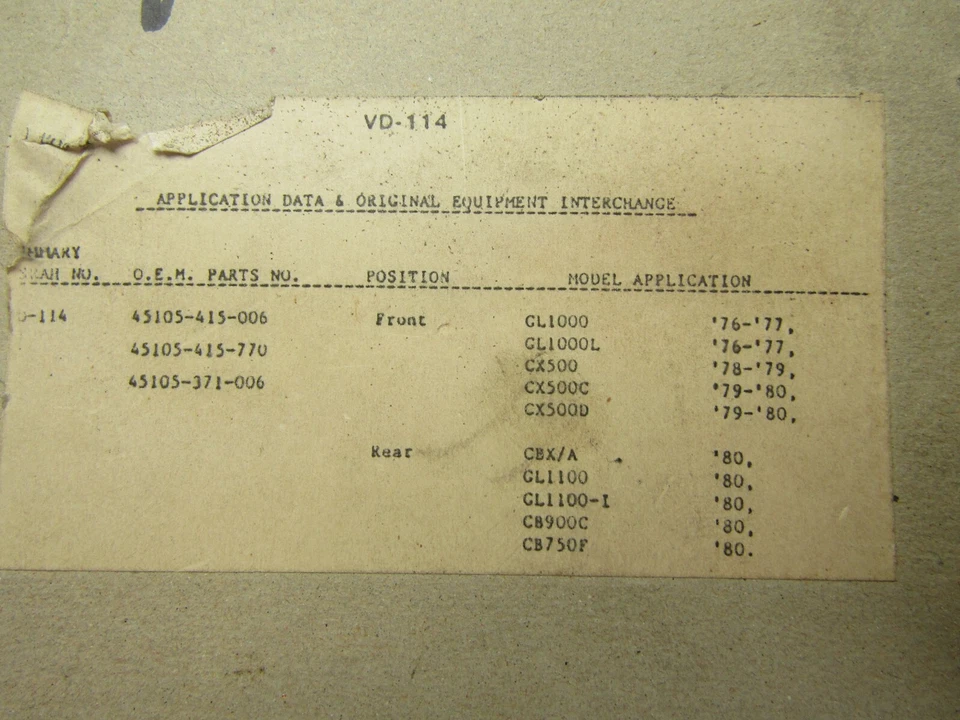 VD-114
APPLICATION DATA & ORIGINAL EQUIPMENT INTERCHANGE
NO. O.E.M. PARTS NO. POSITION MODEL APPLICATION
-114 45105-415-006 Front GL1000 '76-'77,
45105-415-770 GL1000L '76-'77,
CX500 '78-'79,
45105-371-006 CX500C '79-'80,
CX500D '79-'80,
Rear CBX/A '80,
GL1100 '80,
GL1100-I '80,
CB900C '80,
CB750F '80.